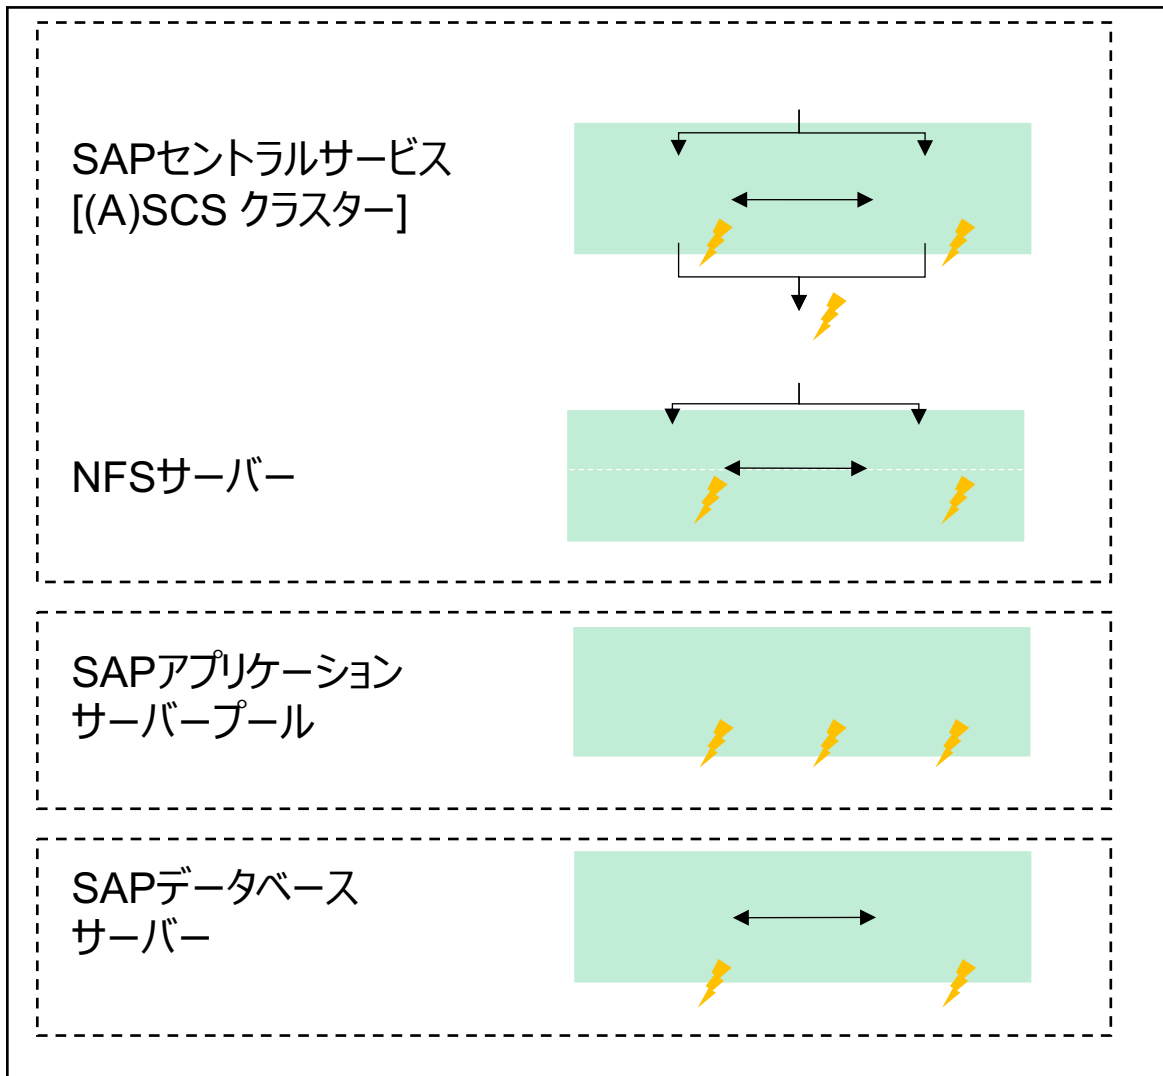 SAPセントラルサービス
[(A)SCS クラスター]
NFSサーバー
SAPアプリケーション
サーバープール
SAPデータベース
サーバー